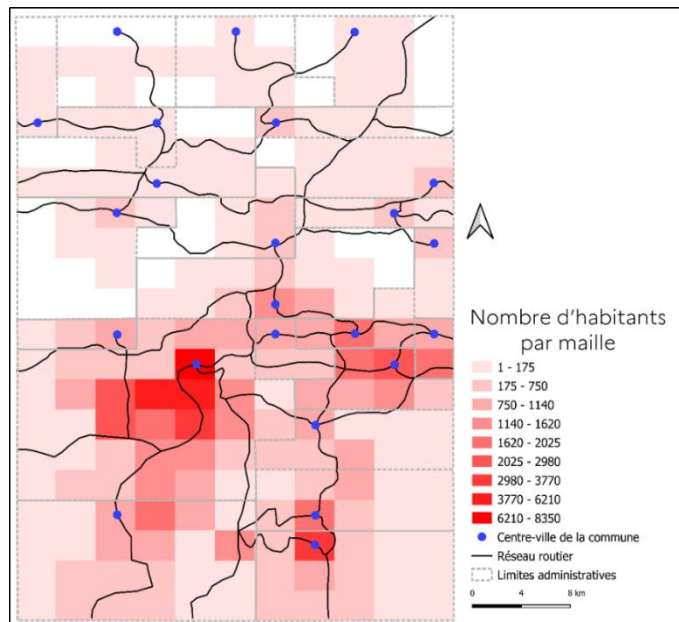 Nombre d'habitants
par maille
1 - 175
175 - 750
750 - 1140
1140 - 1620
1620 - 2025
2025 - 2980
2980 - 3770
3770 - 6210
6210 - 8350
Centre-ville de la commune
Réseau routier
Limites administratives
0 4 8 km